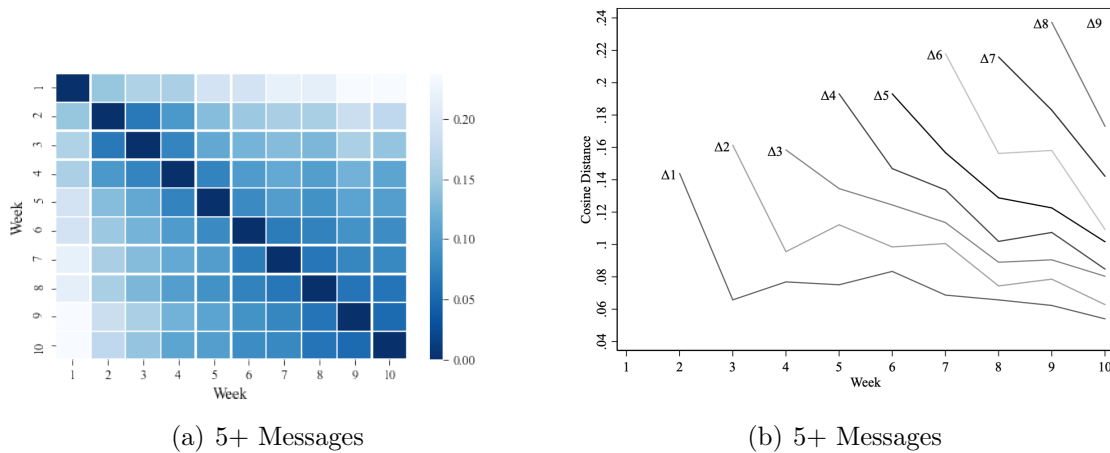 1
2
3
4
5
6
7
8
9
10
Week
1 2 3 4 5 6 7 8 9 10
Week
0.20
0.15
0.10
0.05
0.00
(a) 5+ Messages
.24
.22
.2
.18
.16
.14
.12
.1
.08
.06
.04
Cosine Distance
Δ1
Δ2
Δ3
Δ4
Δ5
Δ6
Δ7
Δ8
Δ9
1 2 3 4 5 6 7 8 9 10
Week
(b) 5+ Messages